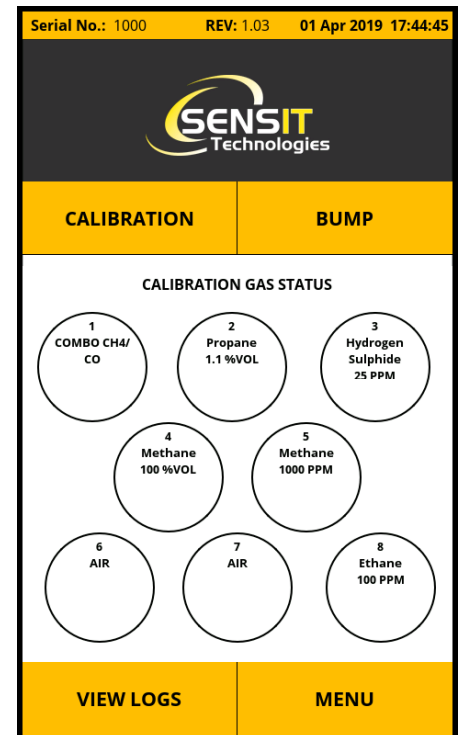 Serial No.: 1000 REV: 1.03 01 Apr 2019 17:44:45
SENSIT
Technologies
CALIBRATION BUMP
CALIBRATION GAS STATUS
1
COMBO CH4/
CO
2
Propane
1.1 %VOL
3
Hydrogen
Sulphide
25 PPM
4
Methane
100 %VOL
5
Methane
1000 PPM
6
AIR
7
AIR
8
Ethane
100 PPM
VIEW LOGS MENU